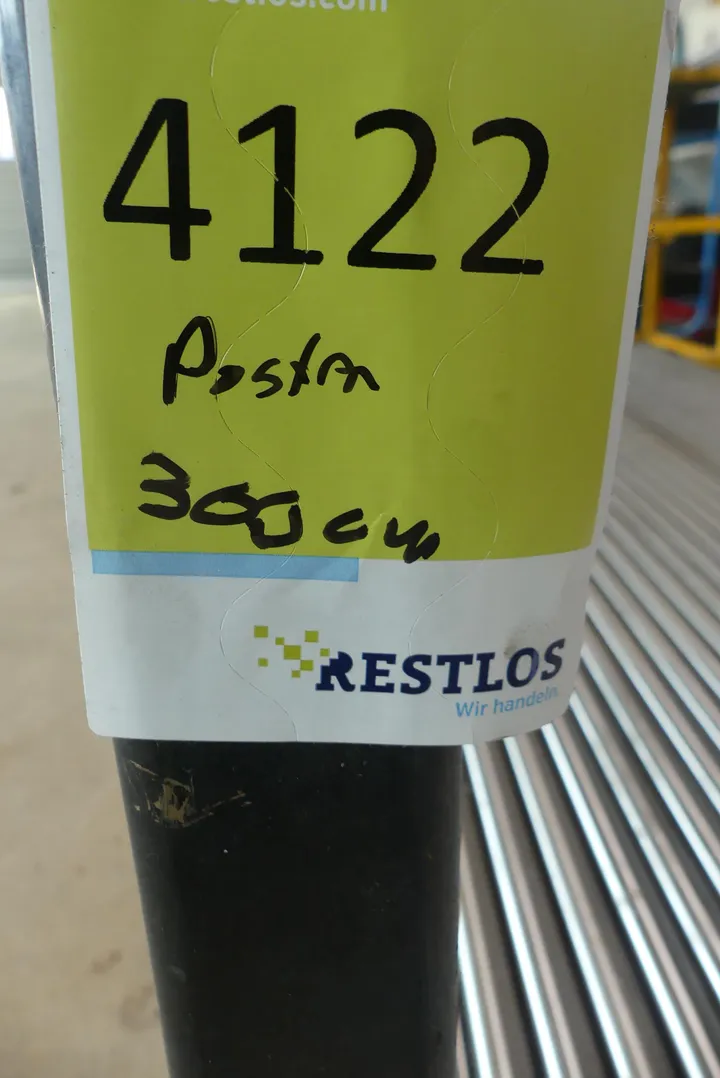 4122
Posten
300 cm
RESTLOS
Wir handeln.